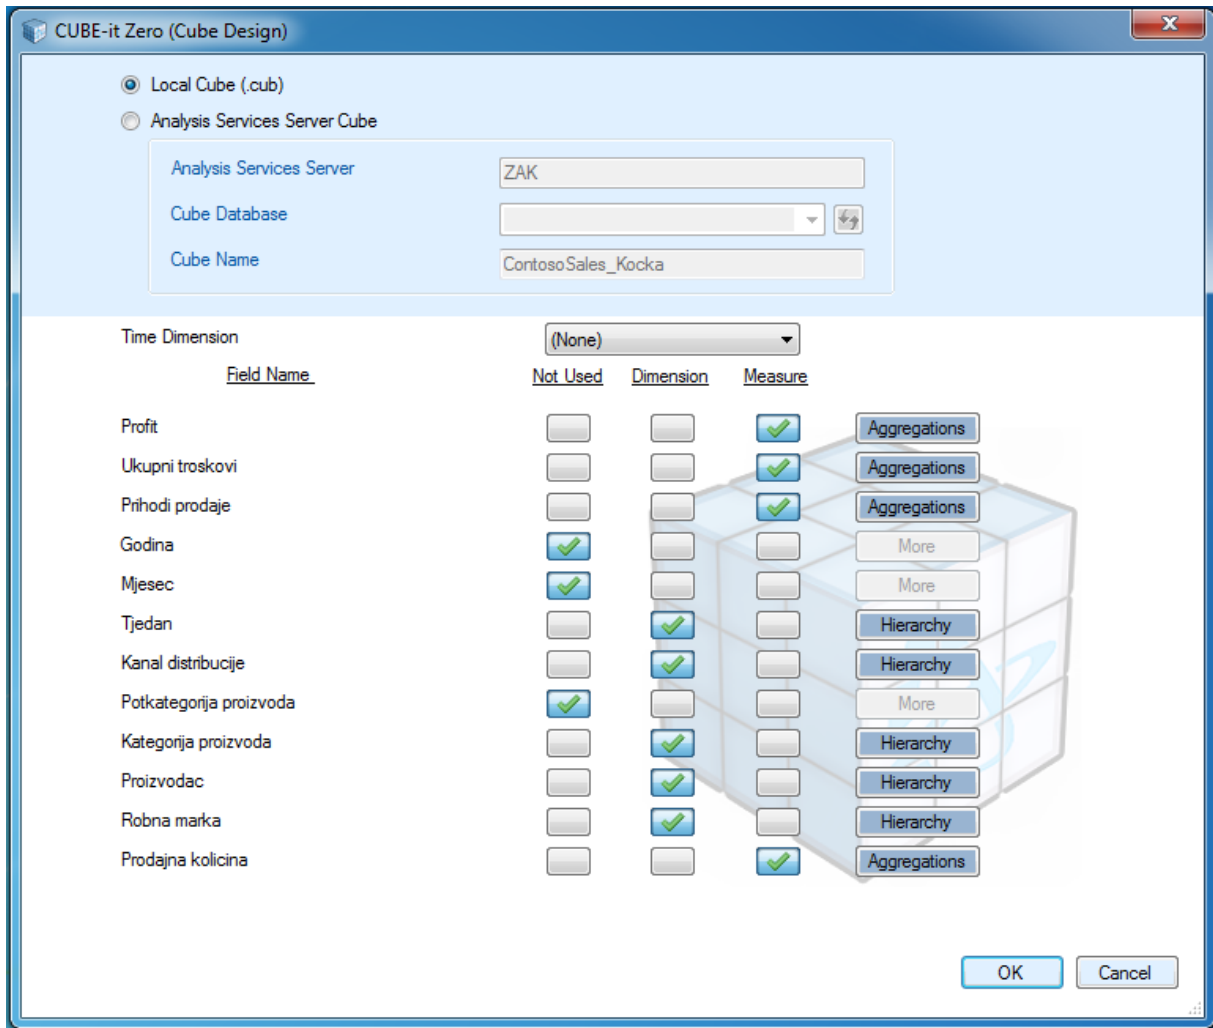 CUBE-it Zero (Cube Design)
Local Cube (.cub)
Analysis Services Server Cube
Analysis Services Server ZAK
Cube Database
Cube Name ContosoSales_Kocka
Time Dimension (None)
Field Name Not Used Dimension Measure
Profit Aggregations
Ukupni troskovi Aggregations
Prihodi prodaje Aggregations
Godina More
Mjesec More
Tjedan Hierarchy
Kanal distribucije Hierarchy
Potkategorija proizvoda More
Kategorija proizvoda Hierarchy
Proizvodac Hierarchy
Robna marka Hierarchy
Prodajna kolicina Aggregations
OK Cancel